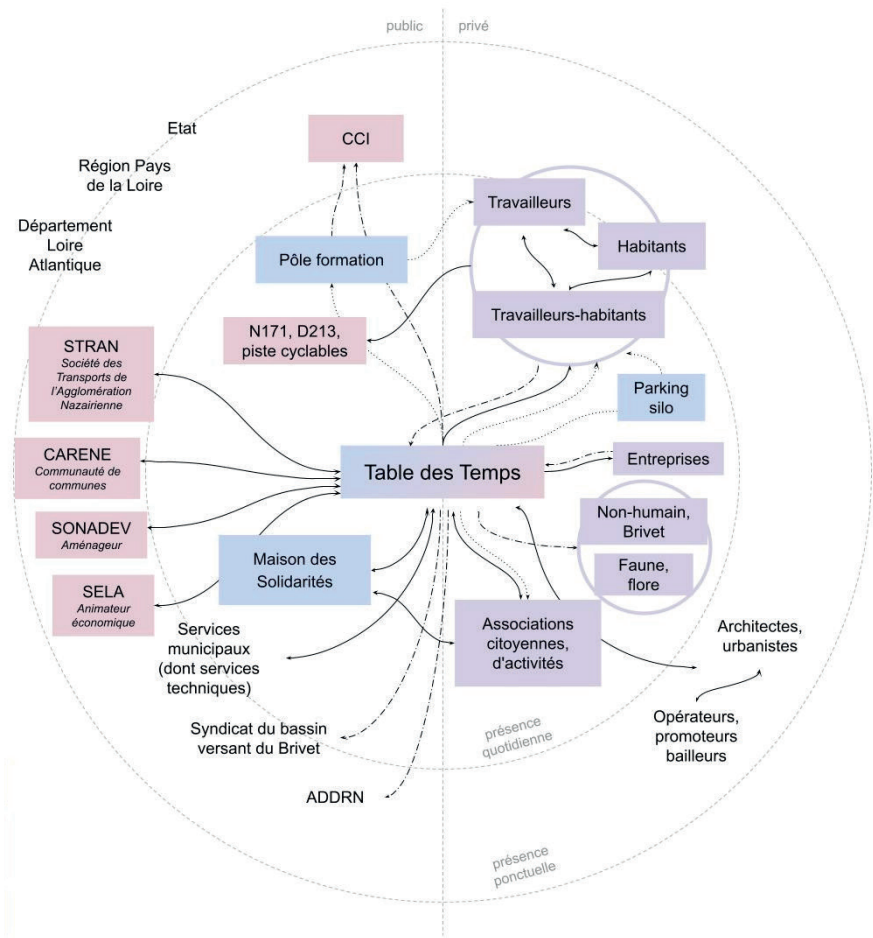 public
privé
Etat
CCI
Région Pays
de la Loire
Travailleurs
Département
Loire
Atlantique
Habitants
Pôle formation
Travailleurs-habitants
N171, D213,
piste cyclables
STRAN
Société des
Transports de
l'Agglomération
Nazairienne
Parking
silo
CARENE
Communauté de
communes
Table des Temps
Entreprises
SONADEV
Aménageur
Non-humain,
Brivet
Maison des
Solidarités
Faune,
flore
SELA
Animateur
économique
Associations
citoyennes,
d'activités
Services
municipaux
(dont services
techniques)
Architectes,
urbanistes
Syndicat du bassin
versant du Brivet
présence
quotidienne
Opérateurs,
promoteurs
bailleurs
ADDRN
présence
ponctuelle